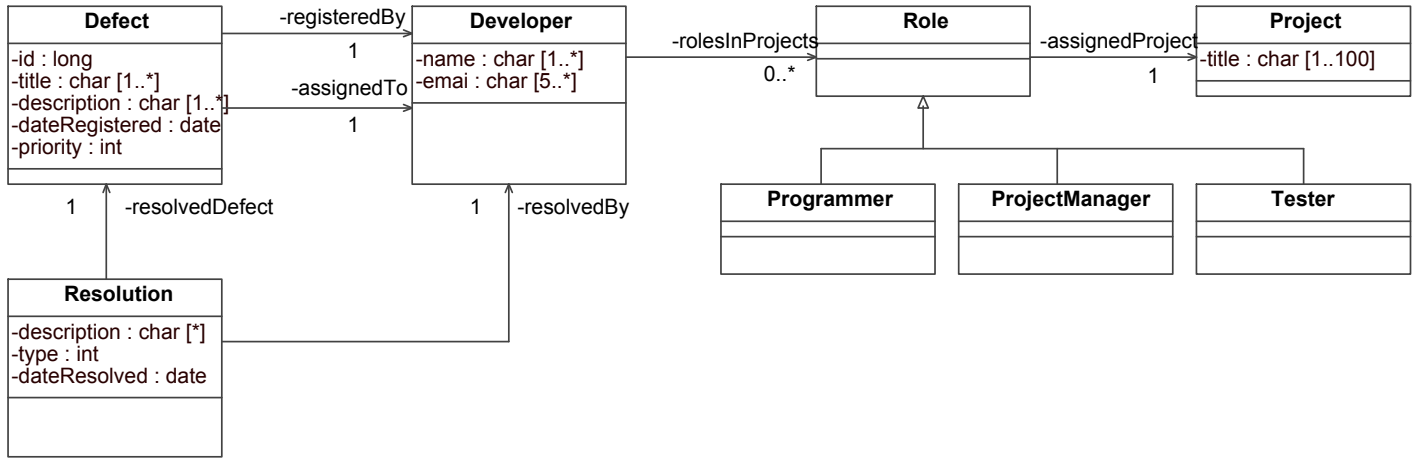 Defect
-id : long
-title : char [1..*]
-description : char [1..*]
-dateRegistered : date
-priority : int
-registeredBy
1
-assignedTo
1
Developer
-name : char [1..*]
-emai : char [5..*]
-rolesInProjects
0..*
Role
-assignedProject
1
Project
-title : char [1..100]
Programmer
ProjectManager
Tester
1
-resolvedDefect
1
-resolvedBy
Resolution
-description : char [*]
-type : int
-dateResolved : date